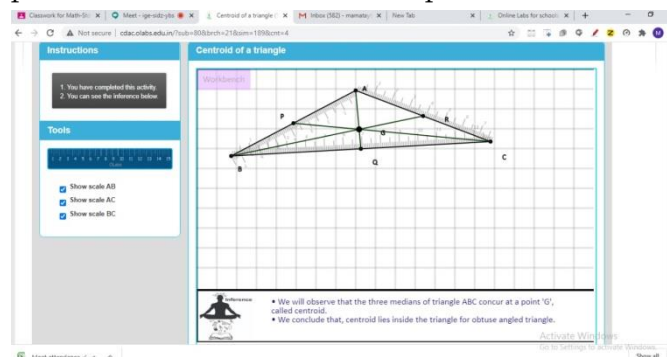 Classwork for Math-St
Meet - ige-sidz-ybs
Centroid of a triangle
M Inbox (582) - mamatay
New Tab
Online Labs for school
Not secure | cdac.olabs.edu.in/?sub=80&brch=21&sim=189&cnt=4
Instructions
Centroid of a triangle
1. You have completed this activity.
2. You can see the inference below.
Workbench
Tools
Show scale AB
Show scale AC
Show scale BC
A
P
R
G
B
Q
C
Inference
• We will observe that the three medians of triangle ABC concur at a point 'G',
called centroid.
• We conclude that, centroid lies inside the triangle for obtuse angled triangle.
Activate Windows
Go to Settings to activate Windows.
Show all